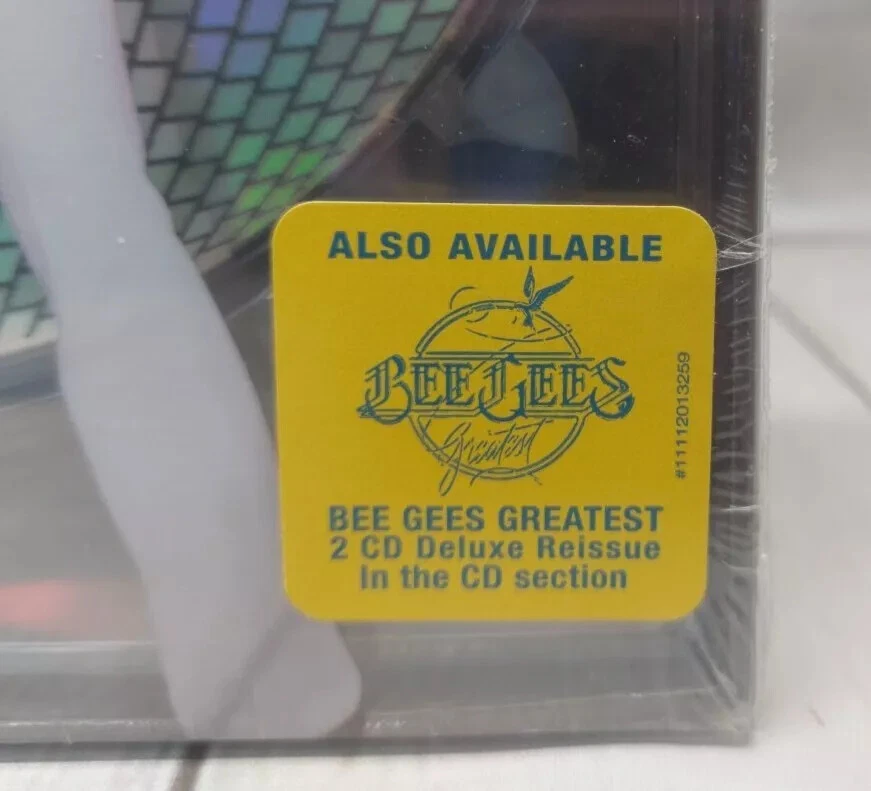 ALSO AVAILABLE
BEE GEES
Greatest
BEE GEES GREATEST
2 CD Deluxe Reissue
In the CD section
#11112013259